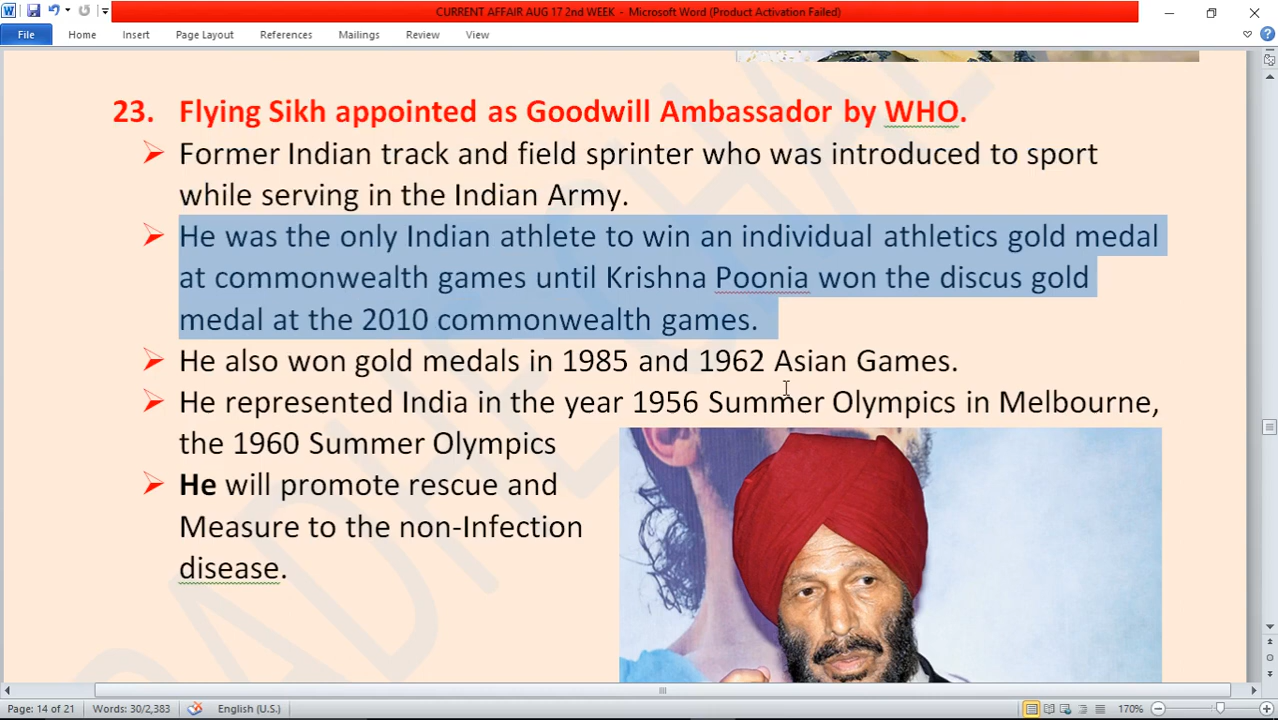 CURRENT AFFAIR AUG 17 2nd WEEK - Microsoft Word (Product Activation Failed)
File Home Insert Page Layout References Mailings Review View
23. Flying Sikh appointed as Goodwill Ambassador by WHO.
Former Indian track and field sprinter who was introduced to sport
while serving in the Indian Army.
He was the only Indian athlete to win an individual athletics gold medal
at commonwealth games until Krishna Poonia won the discus gold
medal at the 2010 commonwealth games.
He also won gold medals in 1985 and 1962 Asian Games.
He represented India in the year 1956 Summer Olympics in Melbourne,
the 1960 Summer Olympics
He will promote rescue and
Measure to the non-Infection
disease.
Page: 14 of 21 Words: 30/2,383 English (U.S.) 170%